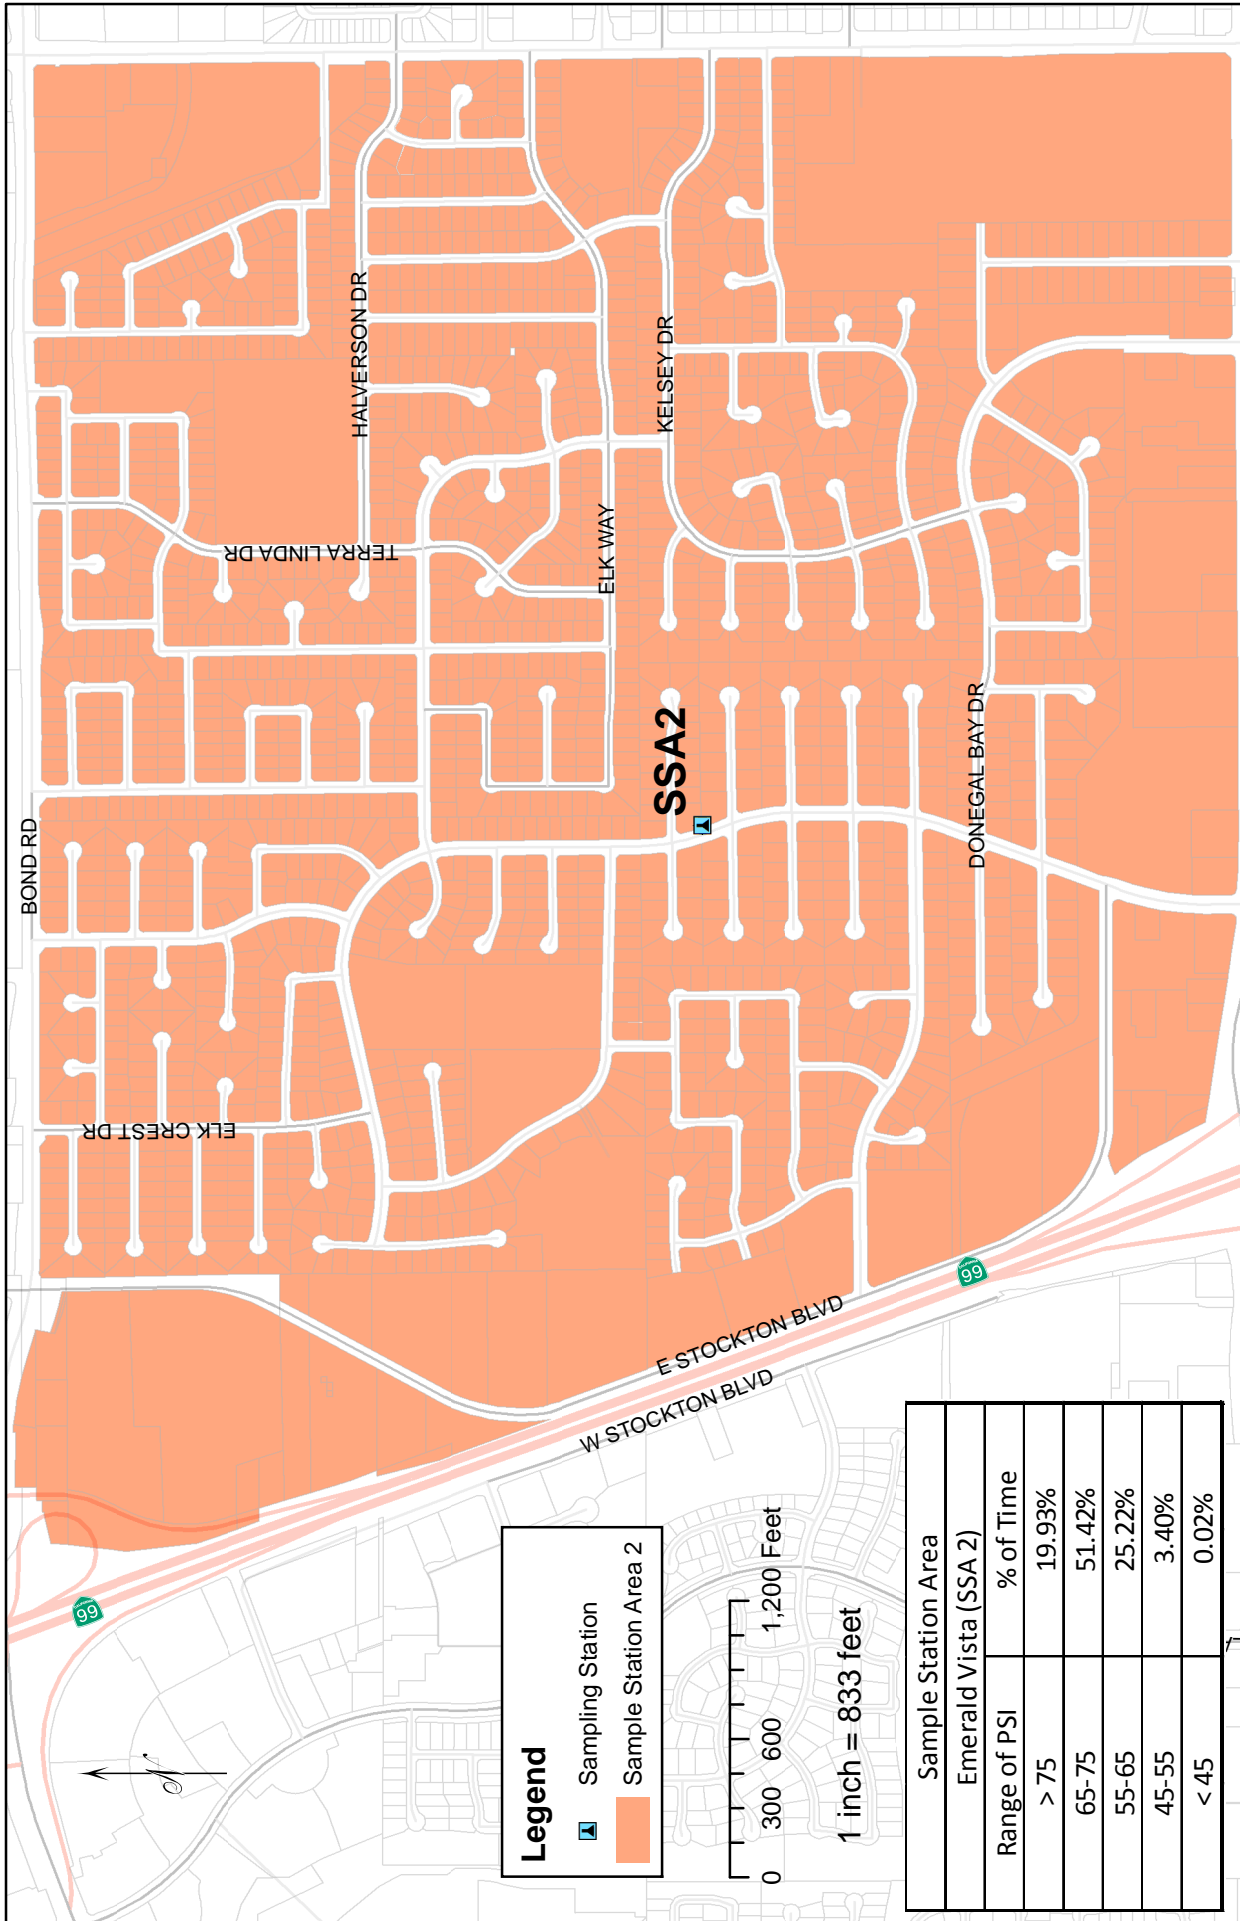 BOND RD
HALVERSON DR
TERRA LINDA DR
ELK WAY
KELSEY DR
SSA2
DONEGAL BAY DR
ELK CREST DR
E STOCKTON BLVD
W STOCKTON BLVD
99
99
N
Legend
Sampling Station
Sample Station Area 2
0 300 600 1,200 Feet
1 inch = 833 feet
Sample Station Area
Emerald Vista (SSA 2)
Range of PSI % of Time
> 75 19.93%
65-75 51.42%
55-65 25.22%
45-55 3.40%
< 45 0.02%